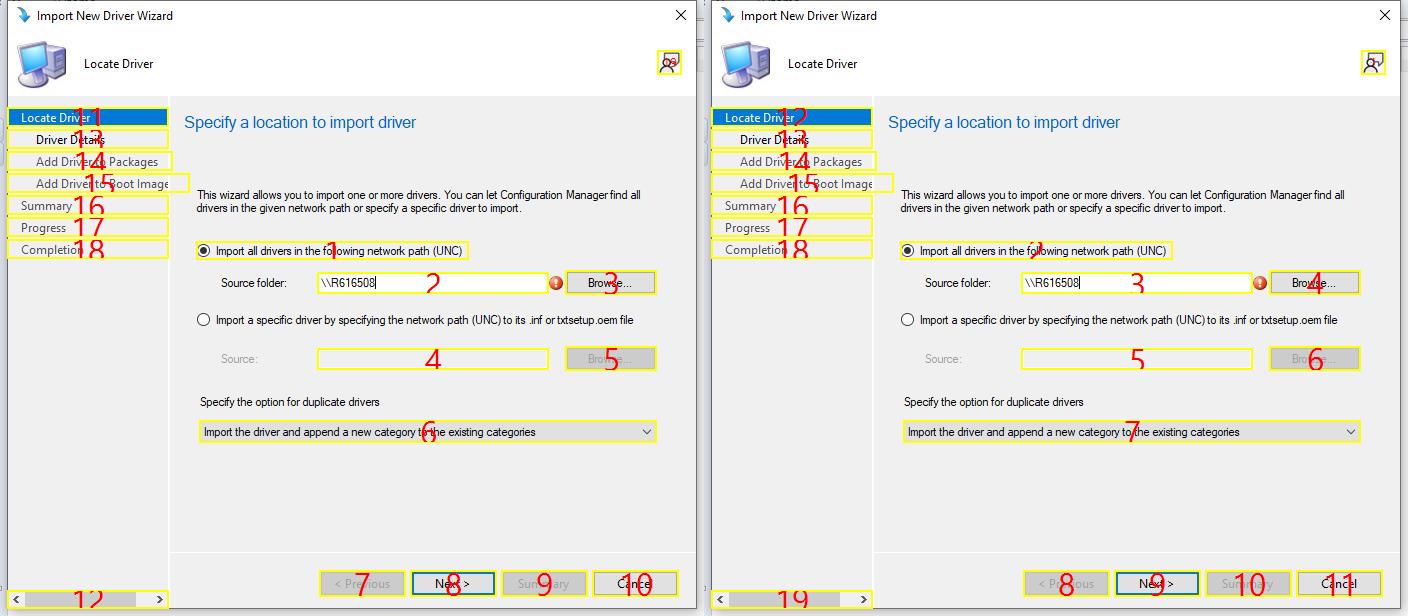 Import New Driver Wizard
Locate Driver
19
Locate Driver 11
Driver Details 13
Add Driver to Packages 14
Add Driver to Boot Image 15
Summary 16
Progress 17
Completion 18
12
Specify a location to import driver
This wizard allows you to import one or more drivers. You can let Configuration Manager find all
drivers in the given network path or specify a specific driver to import.
Import all drivers in the following network path (UNC) 1
Source folder: \\R616508 2 Browse... 3
Import a specific driver by specifying the network path (UNC) to its .inf or txtsetup.oem file
Source: 4 Browse... 5
Specify the option for duplicate drivers
Import the driver and append a new category to the existing categories 6
< Previous 7 Next > 8 Summary 9 Cancel 10
Import New Driver Wizard
Locate Driver
Locate Driver 12
Driver Details 13
Add Driver to Packages 14
Add Driver to Boot Image 15
Summary 16
Progress 17
Completion 18
19
Specify a location to import driver
This wizard allows you to import one or more drivers. You can let Configuration Manager find all
drivers in the given network path or specify a specific driver to import.
Import all drivers in the following network path (UNC) 2
Source folder: \\R616508 3 Browse... 4
Import a specific driver by specifying the network path (UNC) to its .inf or txtsetup.oem file
Source: 5 Browse... 6
Specify the option for duplicate drivers
Import the driver and append a new category to the existing categories 7
< Previous 8 Next > 9 Summary 10 Cancel 11